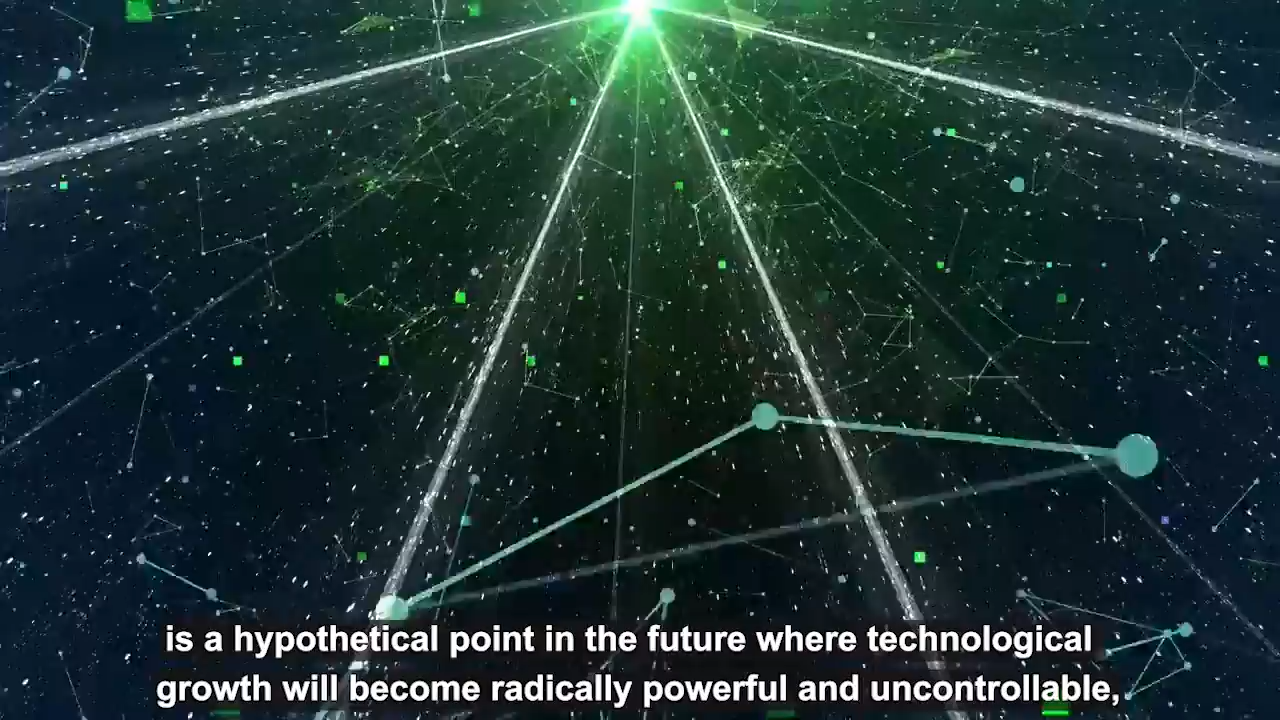 is a hypothetical point in the future where technological
growth will become radically powerful and uncontrollable,